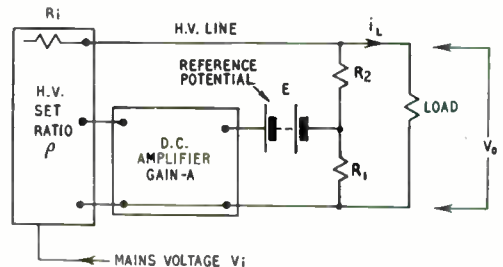 Ri
H.V. LINE
iL
REFERENCE
POTENTIAL
E
R2
H.V.
SET
RATIO
ρ
D.C.
AMPLIFIER
GAIN-A
LOAD
Vo
R1
MAINS VOLTAGE Vi